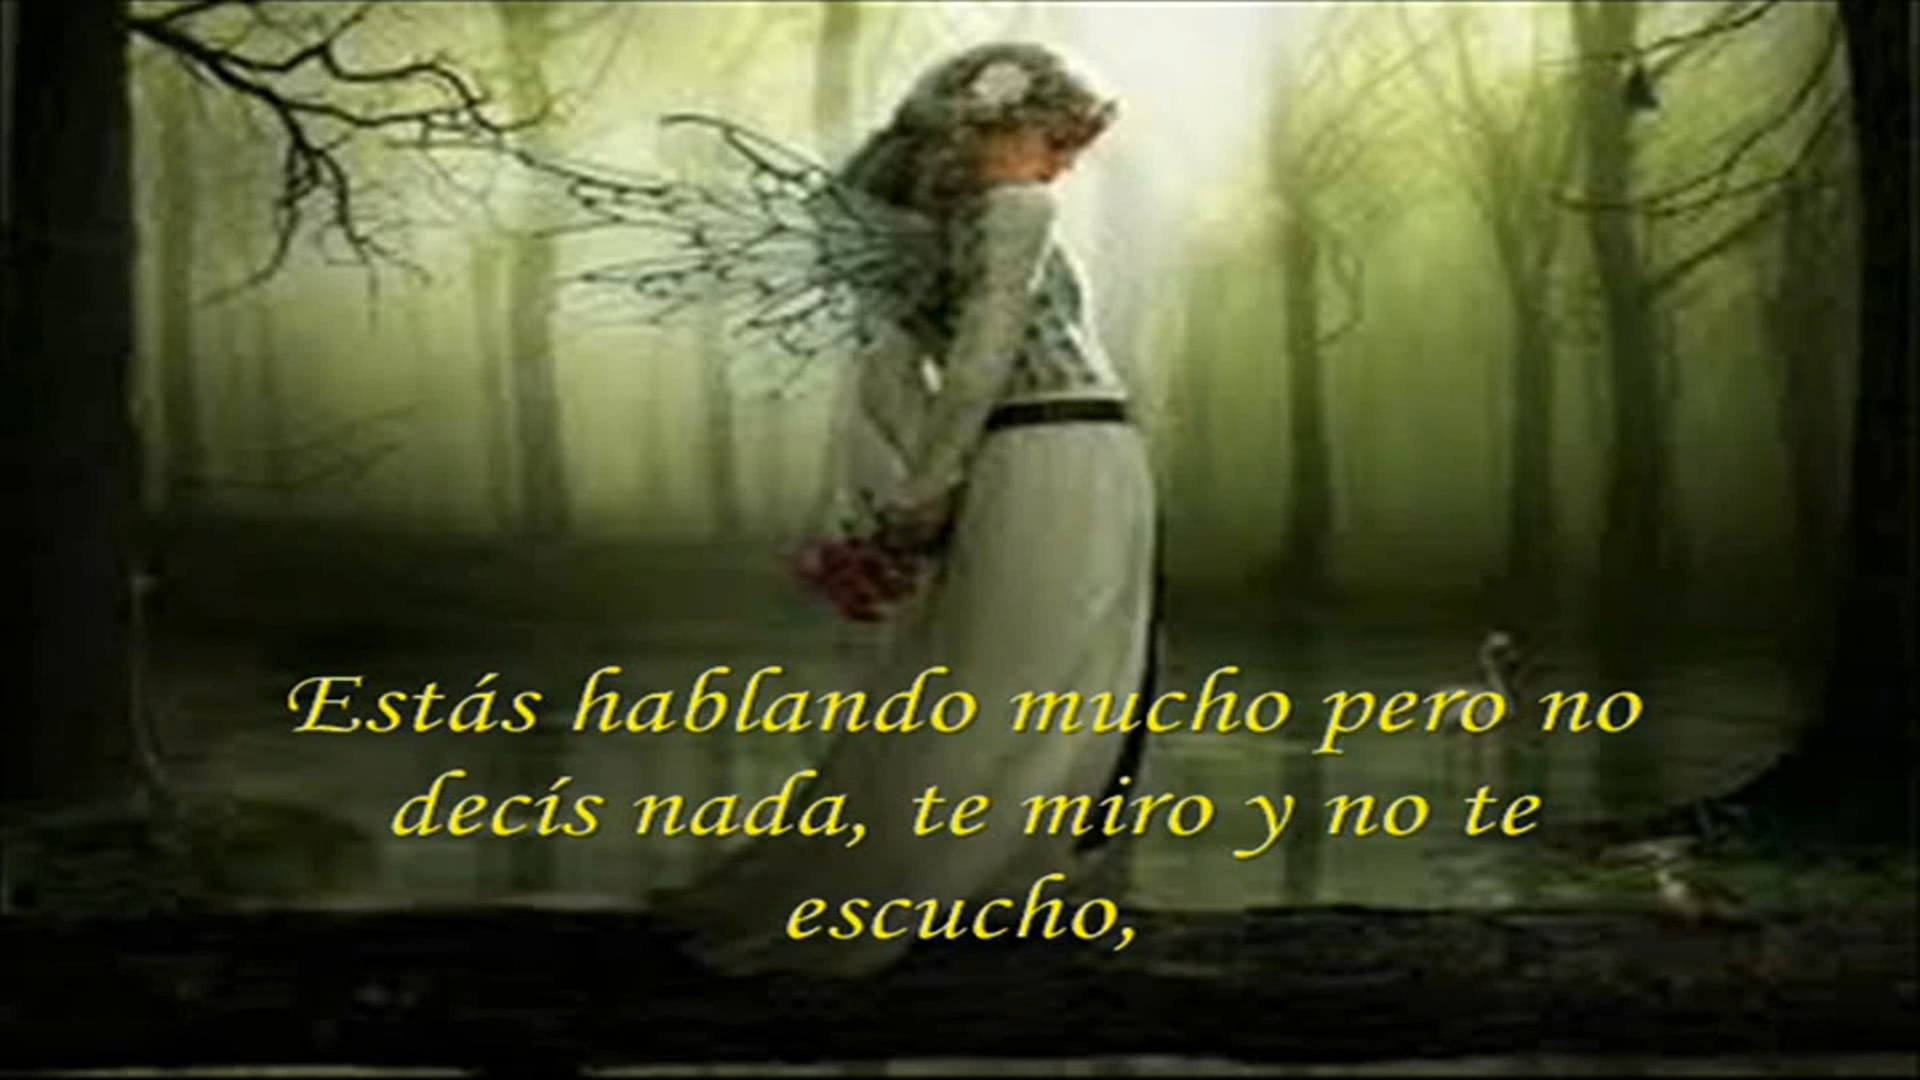 Estás hablando mucho pero no
decís nada, te miro y no te
escucho,